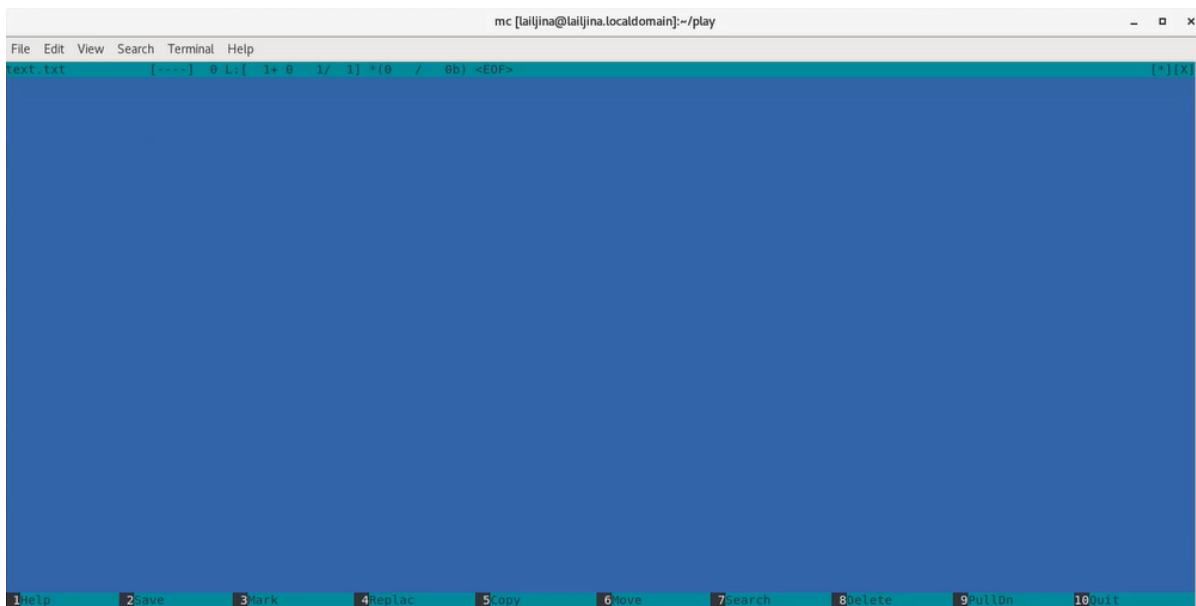 mc [lailjina@lailjina.localdomain]:~/play
File Edit View Search Terminal Help
text.txt [----] 0 L:[ 1+ 0 1/ 1] *(0 / 0b) <EOF> [*][X]
1Help 2Save 3Mark 4Replac 5Copy 6Move 7Search 8Delete 9PullDn 10Quit